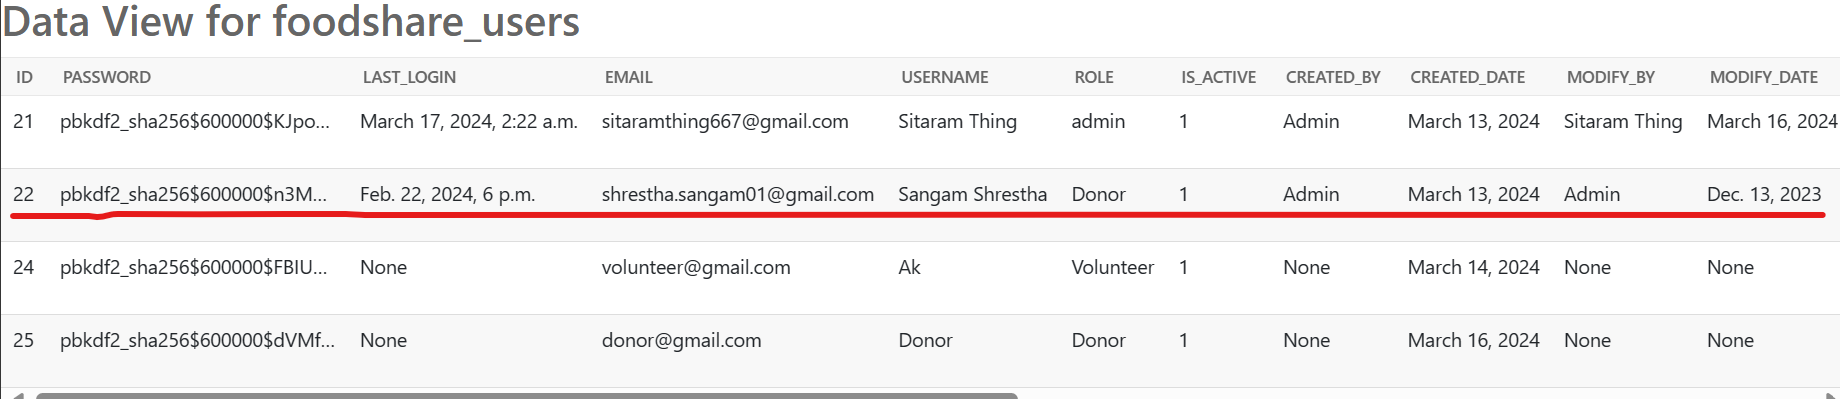 Data View for foodshare_users
ID PASSWORD LAST_LOGIN EMAIL USERNAME ROLE IS_ACTIVE CREATED_BY CREATED_DATE MODIFY_BY MODIFY_DATE
21 pbkdf2_sha256$600000$KJpo... March 17, 2024, 2:22 a.m. sitaramthing667@gmail.com Sitaram Thing admin 1 Admin March 13, 2024 Sitaram Thing March 16, 2024
22 pbkdf2_sha256$600000$n3M... Feb. 22, 2024, 6 p.m. shrestha.sangam01@gmail.com Sangam Shrestha Donor 1 Admin March 13, 2024 Admin Dec. 13, 2023
24 pbkdf2_sha256$600000$FBIU... None volunteer@gmail.com Ak Volunteer 1 None March 14, 2024 None None
25 pbkdf2_sha256$600000$dVMf... None donor@gmail.com Donor Donor 1 None March 16, 2024 None None